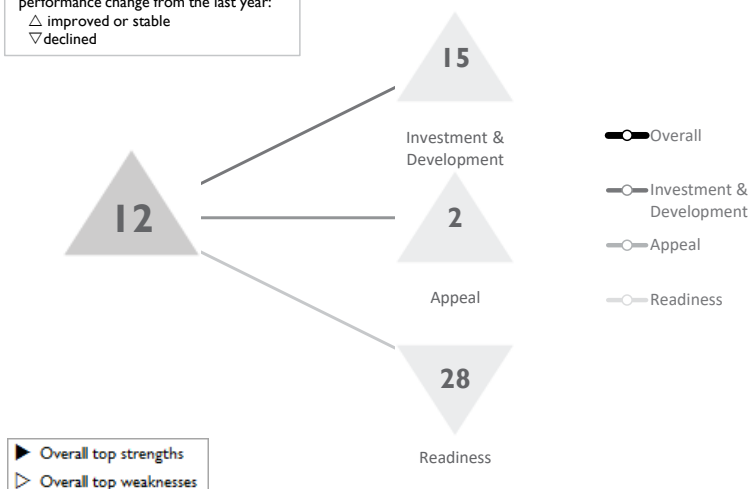 performance change from the last year:
△ improved or stable
▽ declined
15
Investment &
Development
12
2
Appeal
28
Readiness
Overall
Investment &
Development
Appeal
Readiness
▶ Overall top strengths
▷ Overall top weaknesses